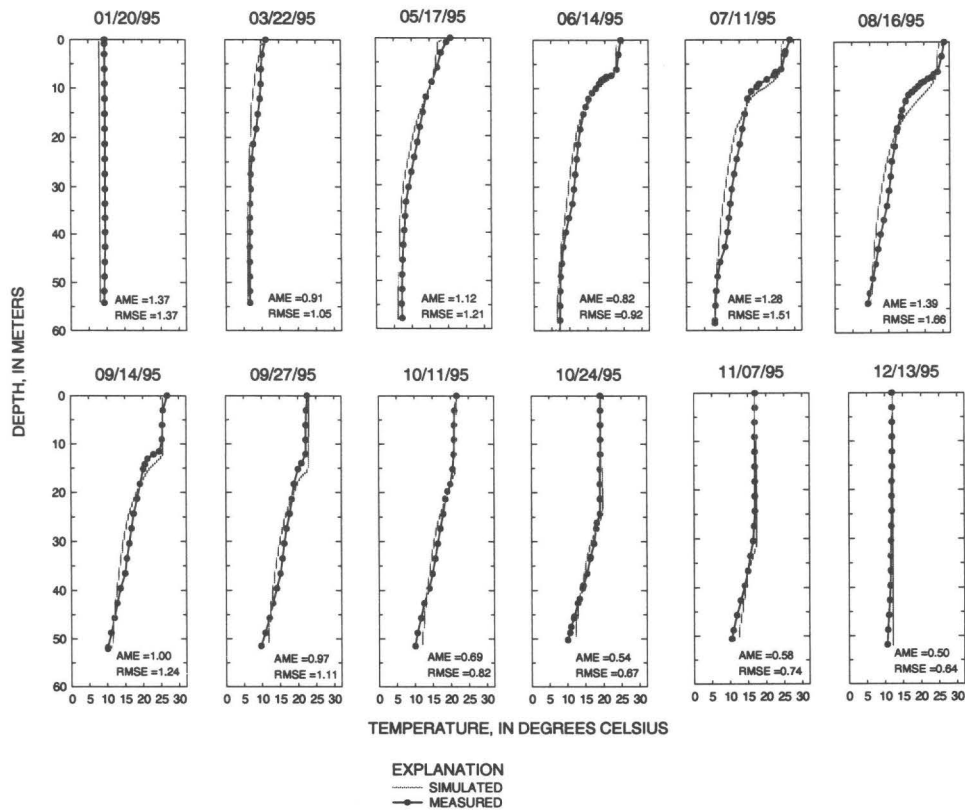 01/20/95 03/22/95 05/17/95 06/14/95 07/11/95 08/16/95
0
10
20
30
40
50
60
AME =1.37
RMSE =1.37
AME =0.91
RMSE =1.05
AME =1.12
RMSE =1.21
AME =0.82
RMSE =0.92
AME =1.28
RMSE =1.51
AME =1.39
RMSE =1.66
DEPTH, IN METERS
09/14/95 09/27/95 10/11/95 10/24/95 11/07/95 12/13/95
0
10
20
30
40
50
60
AME =1.00
RMSE =1.24
AME =0.97
RMSE =1.11
AME =0.69
RMSE =0.82
AME =0.54
RMSE =0.67
AME =0.58
RMSE =0.74
AME =0.50
RMSE =0.64
5 10 15 20 25 30 5 10 15 20 25 30 5 10 15 20 25 30 5 10 15 20 25 30 5 10 15 20 25 30 5 10 15 20 25 30
TEMPERATURE, IN DEGREES CELSIUS
EXPLANATION
SIMULATED
MEASURED